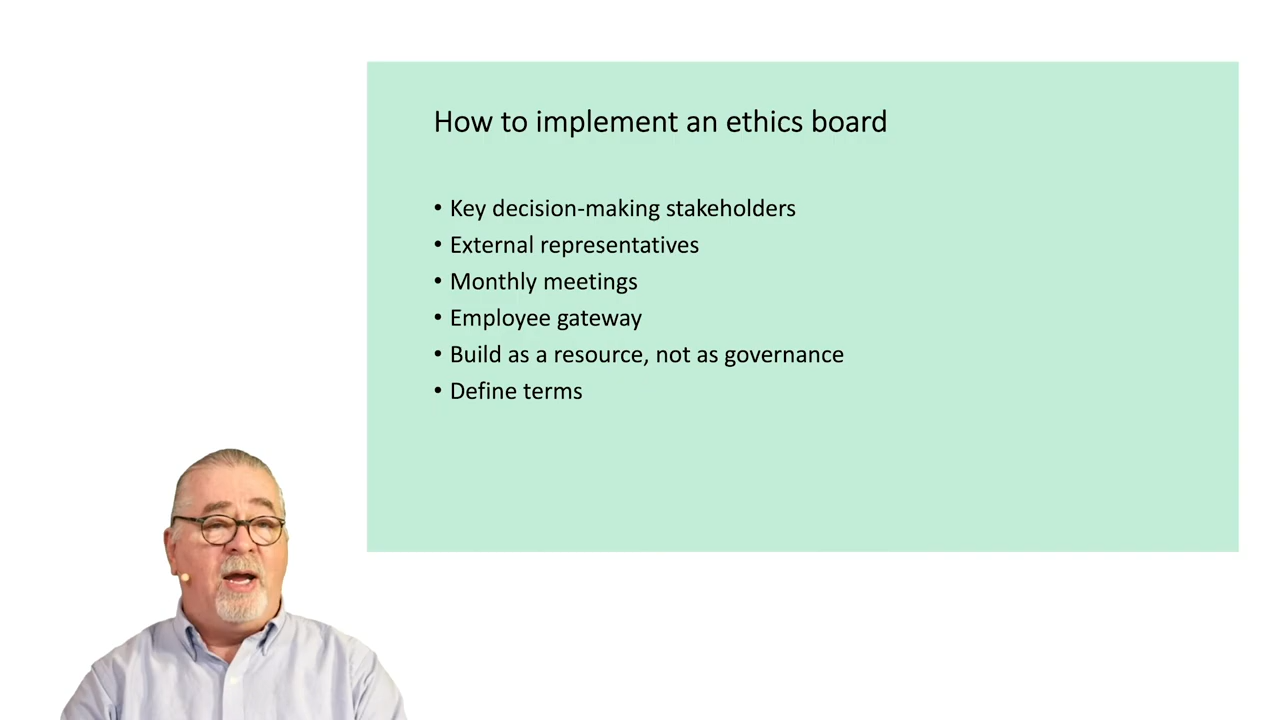 How to implement an ethics board
• Key decision-making stakeholders
• External representatives
• Monthly meetings
• Employee gateway
• Build as a resource, not as governance
• Define terms